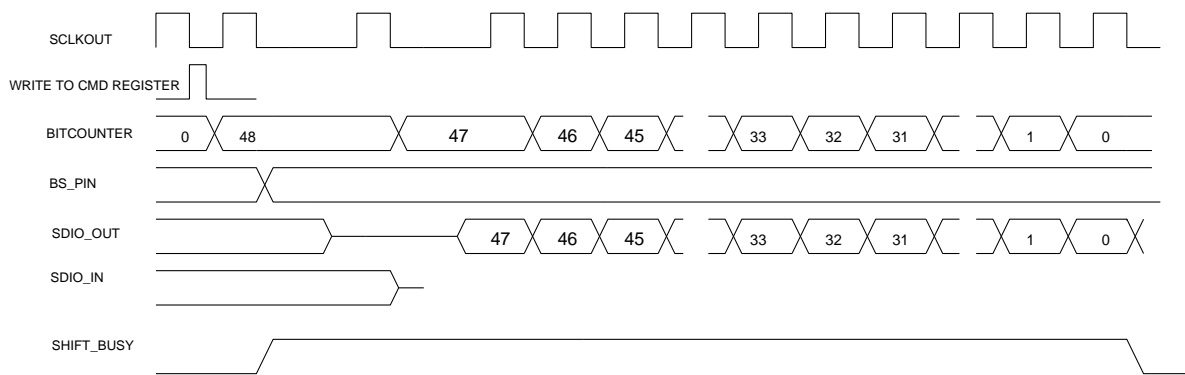 SCLKOUT
WRITE TO CMD REGISTER
BITCOUNTER 0 48 47 46 45 33 32 31 1 0
BS_PIN
SDIO_OUT 47 46 45 33 32 31 1 0
SDIO_IN
SHIFT_BUSY